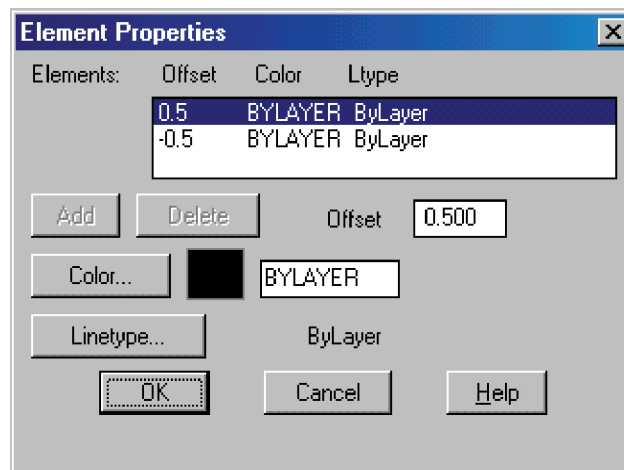 Element Properties
Elements: Offset Color Ltype
0.5 BYLAYER ByLayer
-0.5 BYLAYER ByLayer
Add Delete Offset 0.500
Color... BYLAYER
Linetype... ByLayer
OK Cancel Help